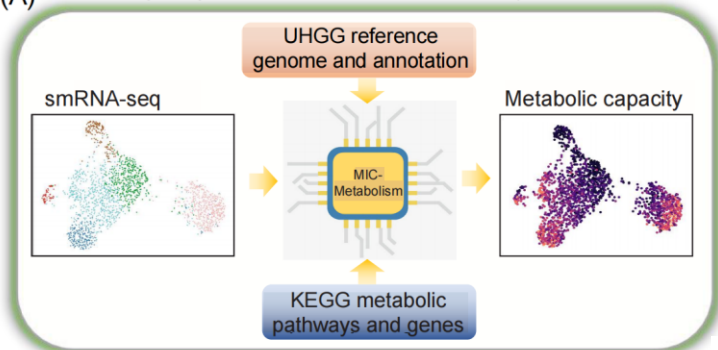 (A)
UHGG reference
genome and annotation
smRNA-seq
Metabolic capacity
MIC-
Metabolism
KEGG metabolic
pathways and genes